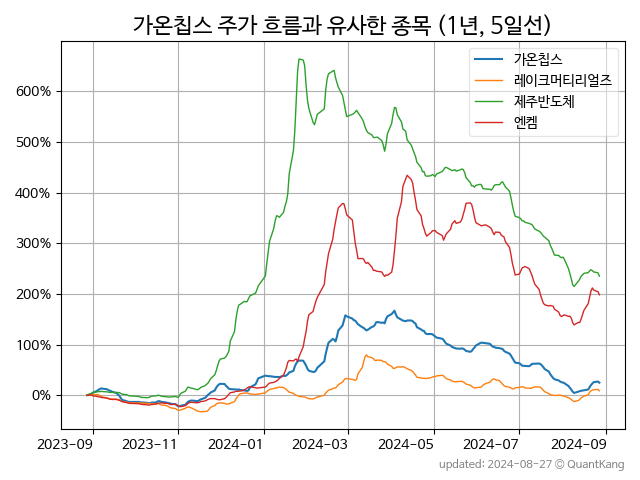 가온칩스 주가 흐름과 유사한 종목 (1년, 5일선)
가온칩스
레이크머티리얼즈
제주반도체
엔켐
600%
500%
400%
300%
200%
100%
0%
2023-09 2023-11 2024-01 2024-03 2024-05 2024-07 2024-09
updated: 2024-08-27 © QuantKang